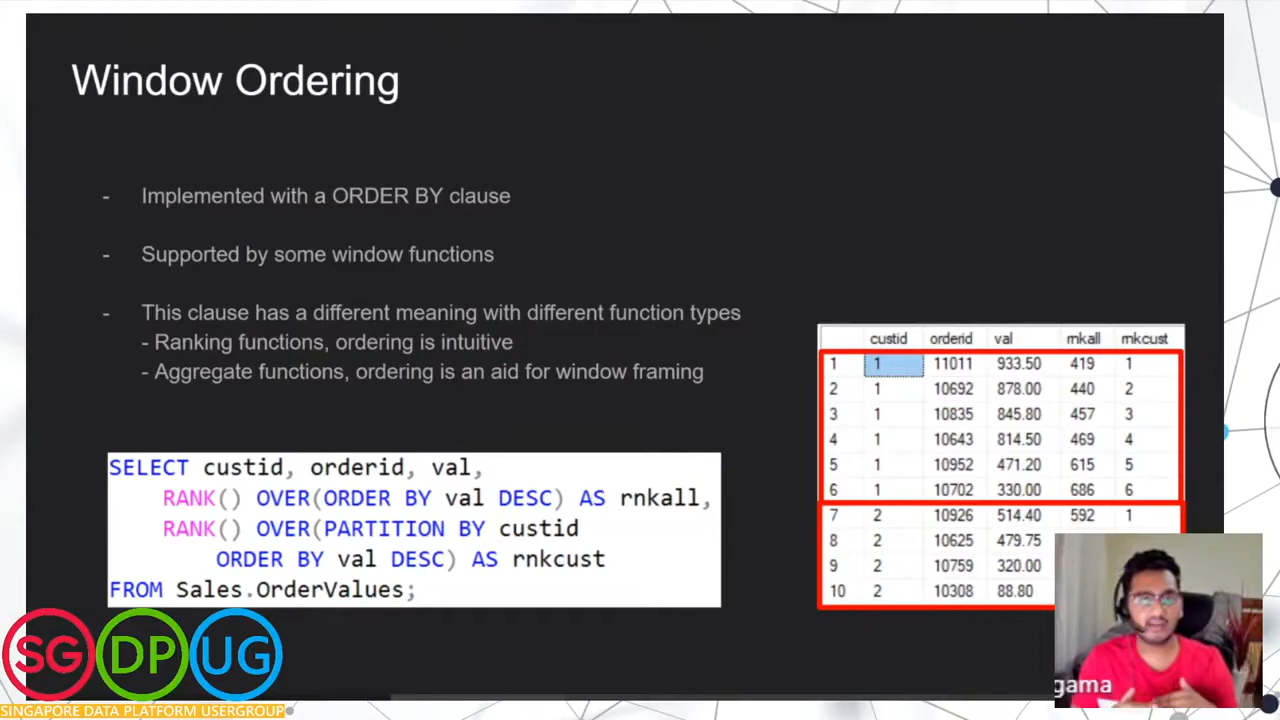 Window Ordering
- Implemented with a ORDER BY clause
- Supported by some window functions
- This clause has a different meaning with different function types
- Ranking functions, ordering is intuitive
- Aggregate functions, ordering is an aid for window framing
SELECT custid, orderid, val,
RANK() OVER(ORDER BY val DESC) AS rnkall,
RANK() OVER(PARTITION BY custid
ORDER BY val DESC) AS rnkcust
FROM Sales.OrderValues;
custid orderid val rnkall rnkcust
1 1 11011 933.50 419 1
2 1 10692 878.00 440 2
3 1 10835 845.80 457 3
4 1 10643 814.50 469 4
5 1 10952 471.20 615 5
6 1 10702 330.00 686 6
7 2 10926 514.40 592 1
8 2 10625 479.75
9 2 10759 320.00
10 2 10308 88.80
gama
SG DP UG
SINGAPORE DATA PLATFORM USERGROUP